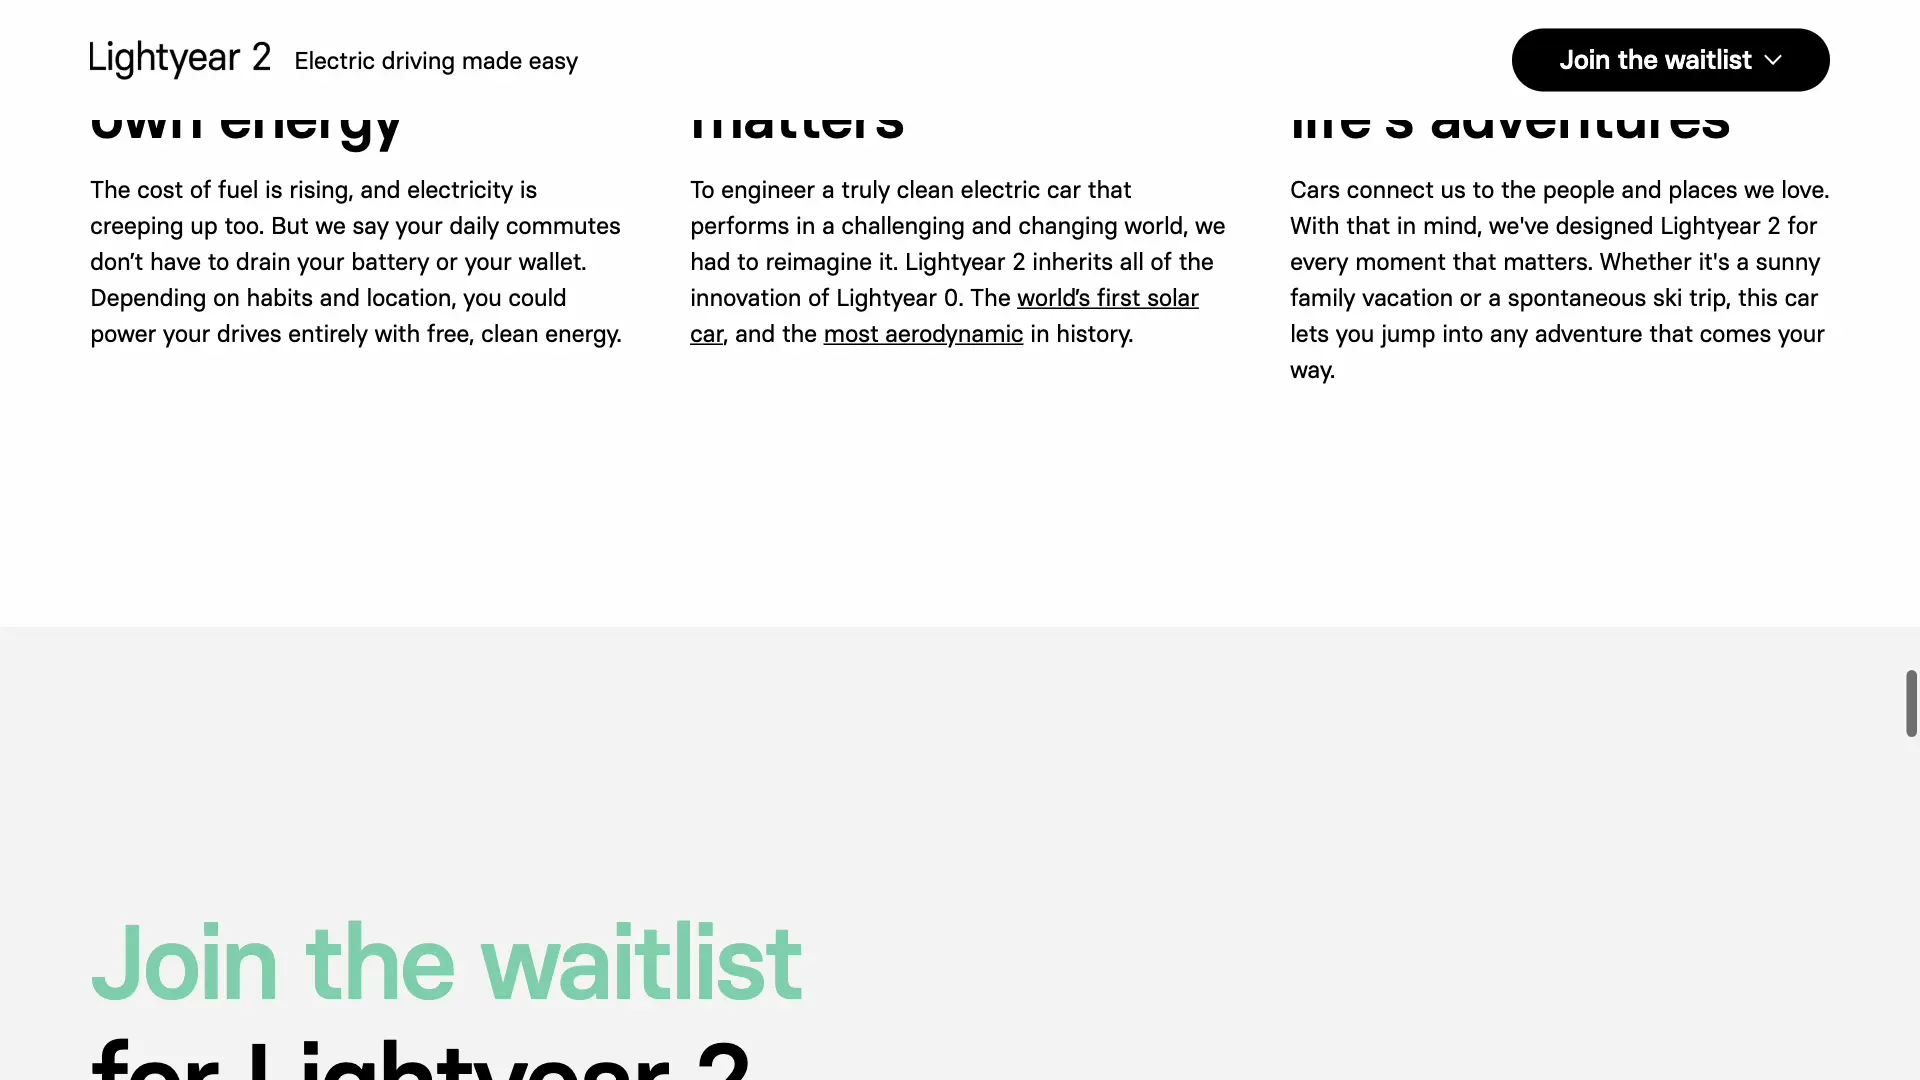 Lightyear 2 Electric driving made easy
Join the waitlist
own energy
The cost of fuel is rising, and electricity is
creeping up too. But we say your daily commutes
don’t have to drain your battery or your wallet.
Depending on habits and location, you could
power your drives entirely with free, clean energy.
matters
To engineer a truly clean electric car that
performs in a challenging and changing world, we
had to reimagine it. Lightyear 2 inherits all of the
innovation of Lightyear 0. The world’s first solar
car, and the most aerodynamic in history.
life's adventures
Cars connect us to the people and places we love.
With that in mind, we've designed Lightyear 2 for
every moment that matters. Whether it's a sunny
family vacation or a spontaneous ski trip, this car
lets you jump into any adventure that comes your
way.
Join the waitlist
for Lightyear 2